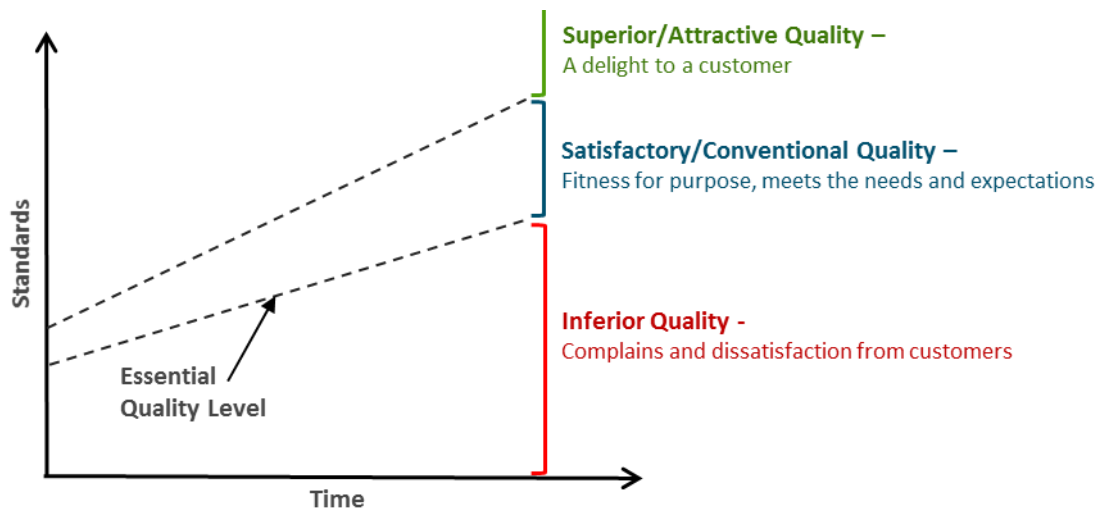 Superior/Attractive Quality –
A delight to a customer
Satisfactory/Conventional Quality –
Fitness for purpose, meets the needs and expectations
Standards
Inferior Quality -
Complains and dissatisfaction from customers
Essential
Quality Level
Time